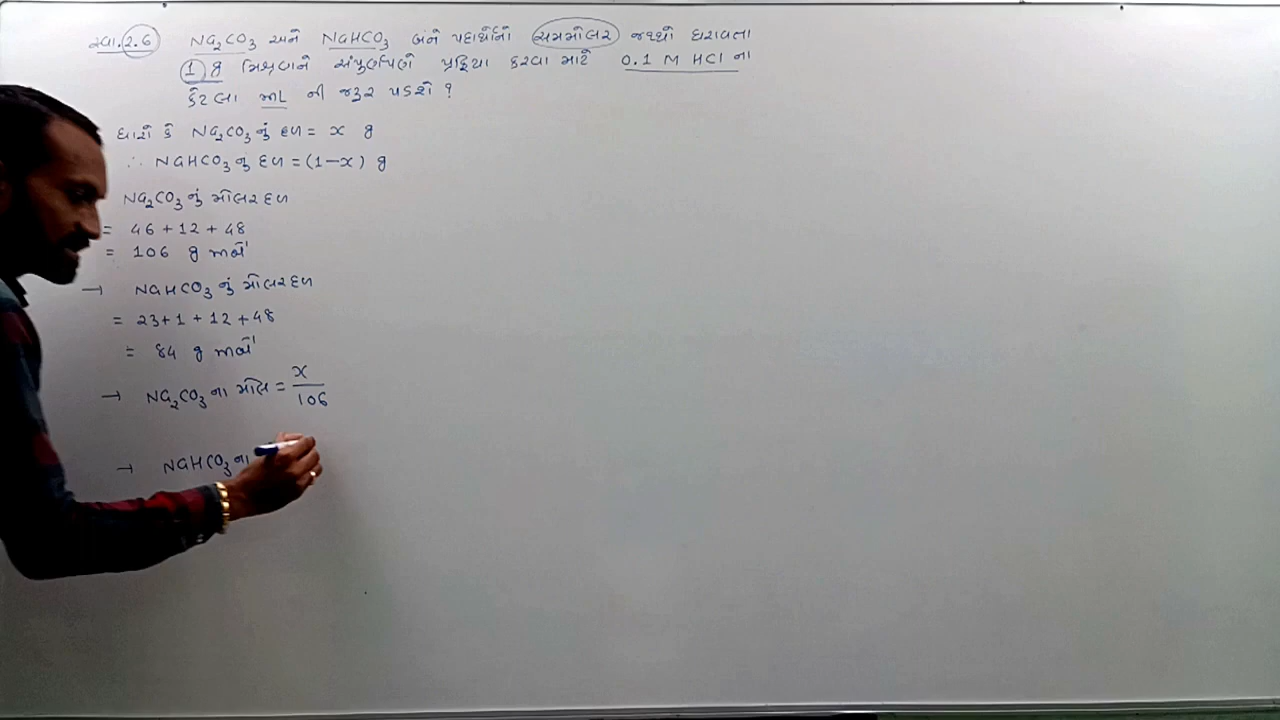 સ્વા.2.6 Na₂CO₃ અને NaHCO₃ બંને પદાર્થોનો સમમોલર જથ્થો ધરાવતા
1 g મિશ્રણને સંપૂર્ણપણે પ્રક્રિયા કરવા માટે 0.1 M HCl ના
કેટલા mL ની જરૂર પડશે ?
ધારો કે Na₂CO₃ નું દળ = x g
∴ NaHCO₃ નું દળ = (1-x) g
Na₂CO₃ નું મોલર દળ
= 46 + 12 + 48
= 106 g mol⁻¹
→ NaHCO₃ નું મોલર દળ
= 23 + 1 + 12 + 48
= 84 g mol⁻¹
→ Na₂CO₃ ના મોલ = x/106
→ NaHCO₃ ના